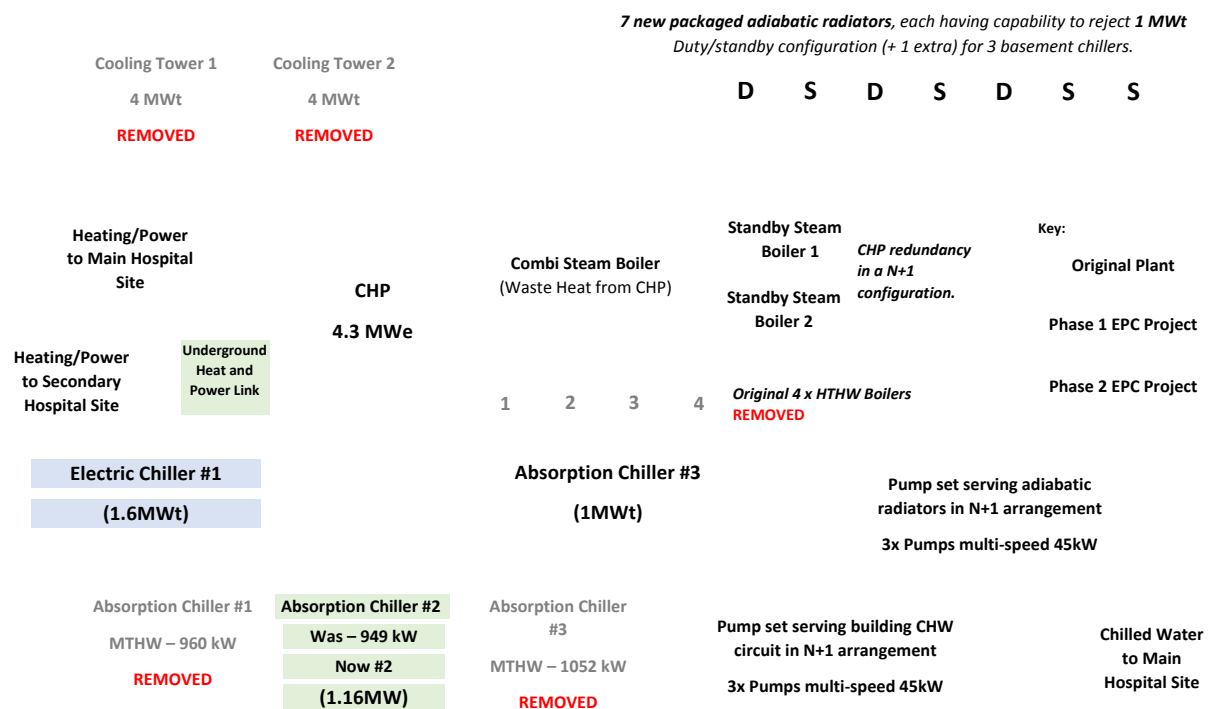 7 new packaged adiabatic radiators, each having capability to reject 1 MWt
Duty/standby configuration (+ 1 extra) for 3 basement chillers.
Cooling Tower 1
4 MWt
REMOVED
Cooling Tower 2
4 MWt
REMOVED
D S D S D S S
Heating/Power
to Main Hospital
Site
CHP
4.3 MWe
Combi Steam Boiler
(Waste Heat from CHP)
Standby Steam
Boiler 1
Standby Steam
Boiler 2
CHP redundancy
in a N+1
configuration.
Key:
Original Plant
Phase 1 EPC Project
Phase 2 EPC Project
Heating/Power
to Secondary
Hospital Site
Underground
Heat and
Power Link
1 2 3 4
Original 4 x HTHW Boilers
REMOVED
Electric Chiller #1
(1.6MWt)
Absorption Chiller #3
(1MWt)
Pump set serving adiabatic
radiators in N+1 arrangement
3x Pumps multi-speed 45kW
Absorption Chiller #1
MTHW – 960 kW
REMOVED
Absorption Chiller #2
Was – 949 kW
Now #2
(1.16MW)
Absorption Chiller
#3
MTHW – 1052 kW
REMOVED
Pump set serving building CHW
circuit in N+1 arrangement
3x Pumps multi-speed 45kW
Chilled Water
to Main
Hospital Site